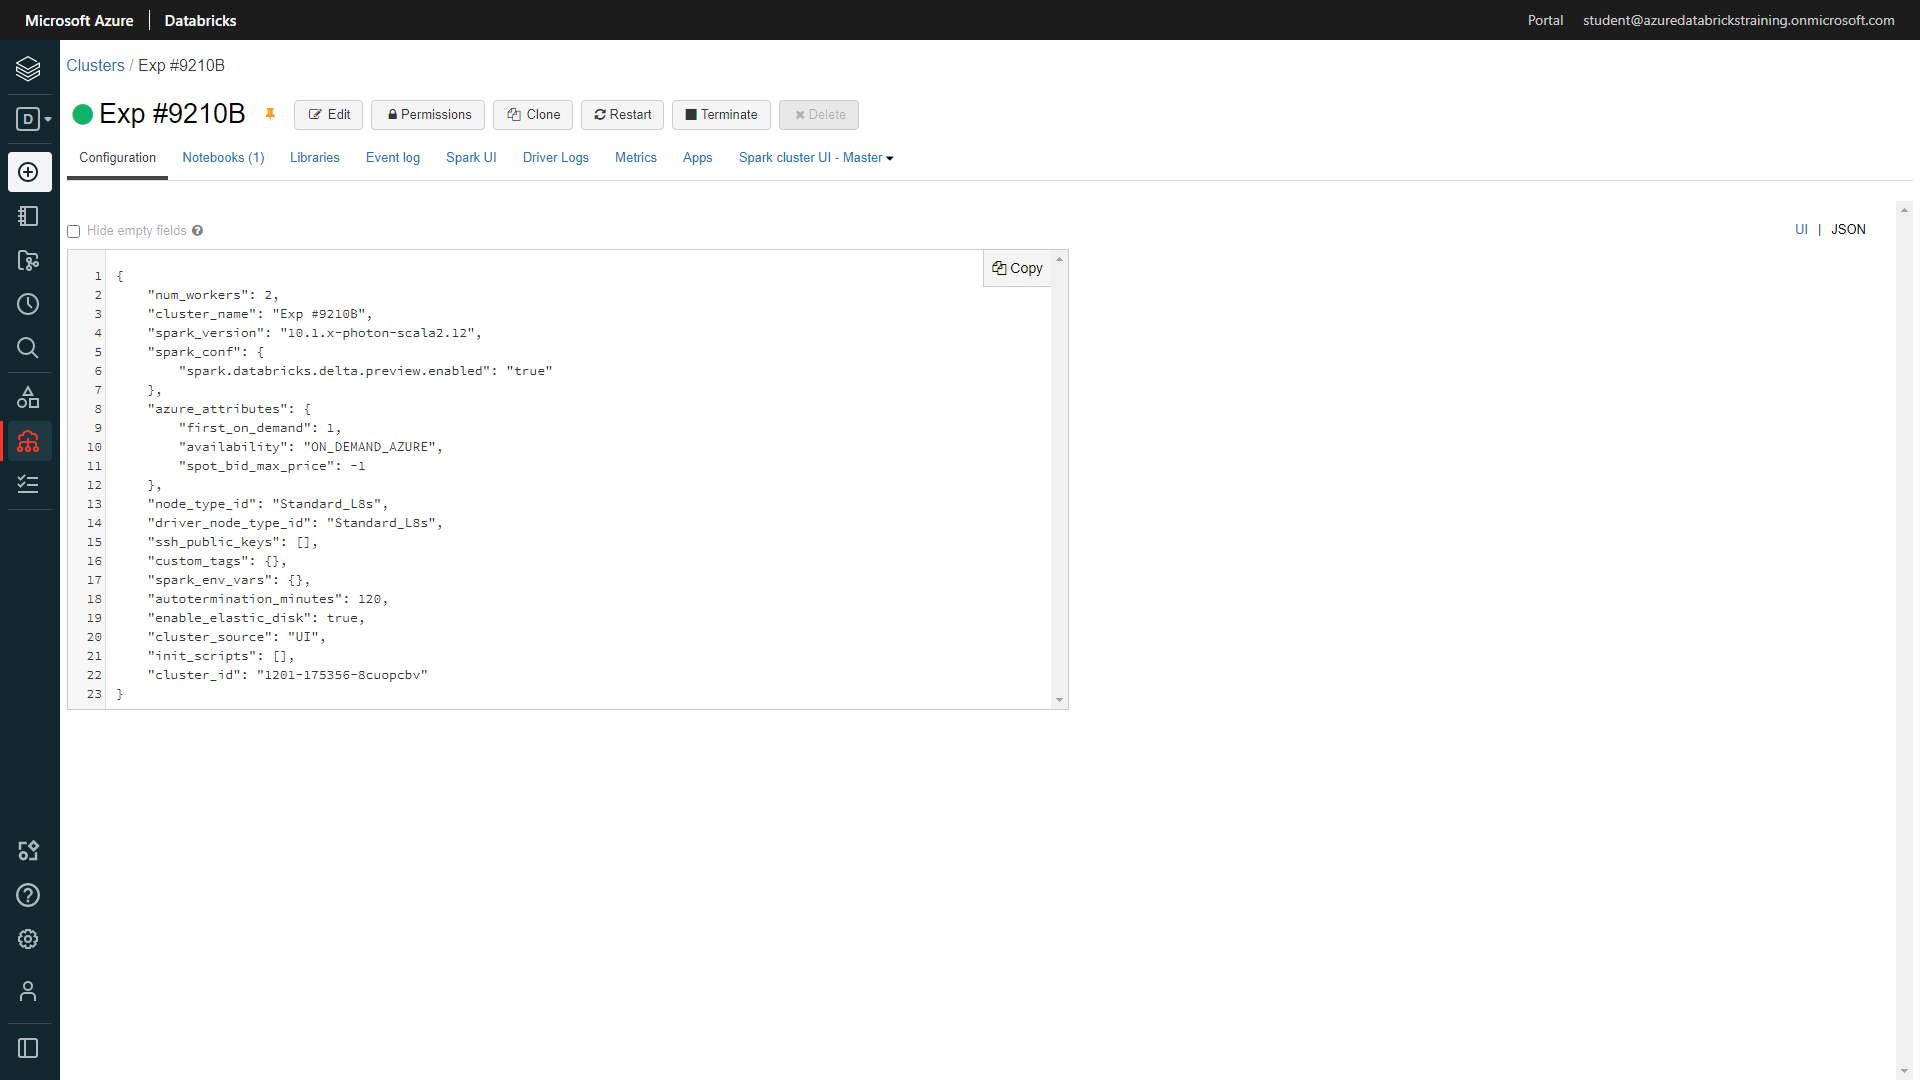 Microsoft Azure | Databricks
Portal student@azuredatabrickstraining.onmicrosoft.com
Clusters / Exp #9210B
D
Exp #9210B Edit Permissions Clone Restart Terminate Delete
Configuration Notebooks (1) Libraries Event log Spark UI Driver Logs Metrics Apps Spark cluster UI - Master
Hide empty fields
UI | JSON
Copy
1 {
2 "num_workers": 2,
3 "cluster_name": "Exp #9210B",
4 "spark_version": "10.1.x-photon-scala2.12",
5 "spark_conf": {
6 "spark.databricks.delta.preview.enabled": "true"
7 },
8 "azure_attributes": {
9 "first_on_demand": 1,
10 "availability": "ON_DEMAND_AZURE",
11 "spot_bid_max_price": -1
12 },
13 "node_type_id": "Standard_L8s",
14 "driver_node_type_id": "Standard_L8s",
15 "ssh_public_keys": [],
16 "custom_tags": {},
17 "spark_env_vars": {},
18 "autotermination_minutes": 120,
19 "enable_elastic_disk": true,
20 "cluster_source": "UI",
21 "init_scripts": [],
22 "cluster_id": "1201-175356-8cuopcbv"
23 }